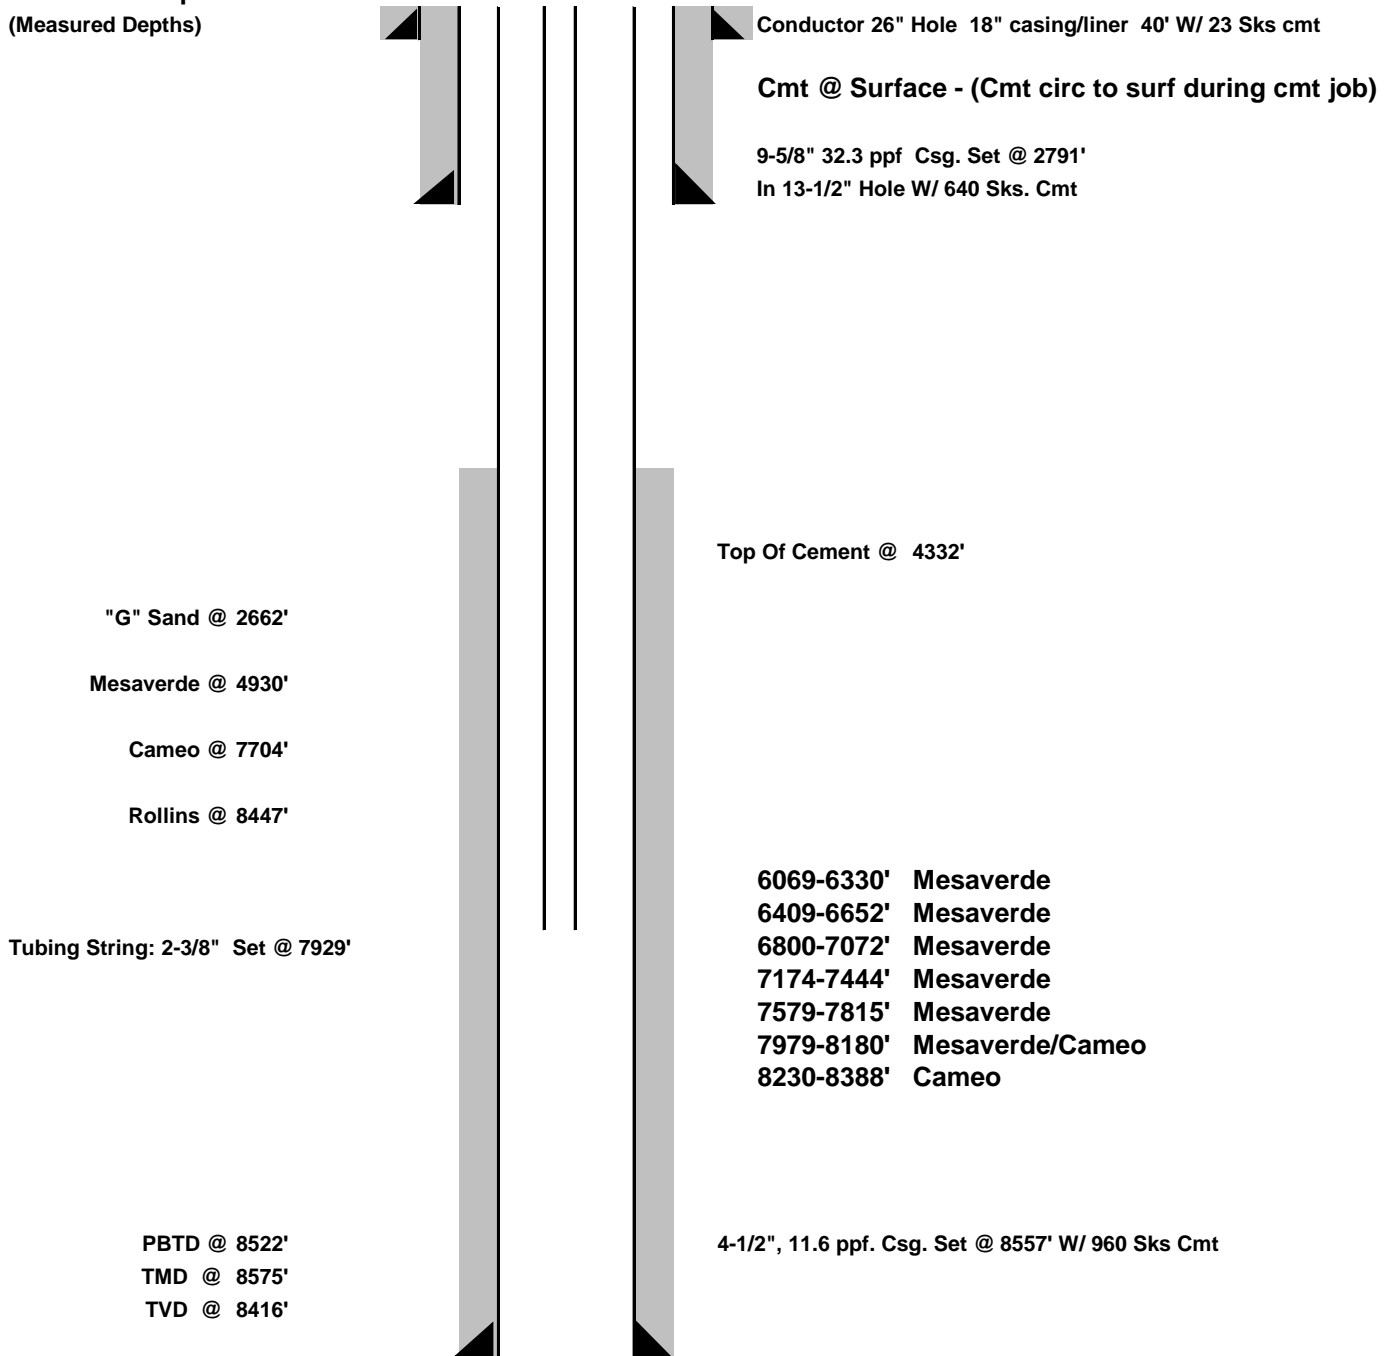 (Measured Depths)
Conductor 26" Hole 18" casing/liner 40' W/ 23 Sks cmt
Cmt @ Surface - (Cmt circ to surf during cmt job)
9-5/8" 32.3 ppf Csg. Set @ 2791'
In 13-1/2" Hole W/ 640 Sks. Cmt
Top Of Cement @ 4332'
"G" Sand @ 2662'
Mesaverde @ 4930'
Cameo @ 7704'
Rollins @ 8447'
6069-6330' Mesaverde
6409-6652' Mesaverde
Tubing String: 2-3/8" Set @ 7929'
6800-7072' Mesaverde
7174-7444' Mesaverde
7579-7815' Mesaverde
7979-8180' Mesaverde/Cameo
8230-8388' Cameo
PBTD @ 8522'
4-1/2", 11.6 ppf. Csg. Set @ 8557' W/ 960 Sks Cmt
TMD @ 8575'
TVD @ 8416'